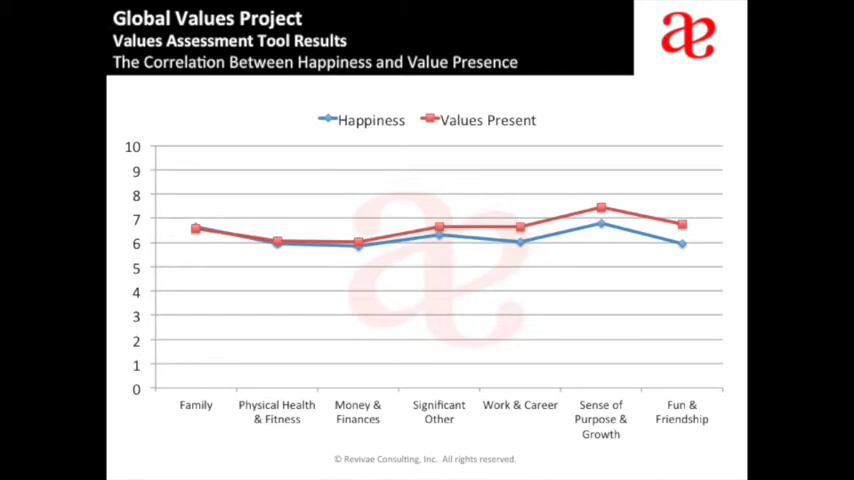 Global Values Project
Values Assessment Tool Results
The Correlation Between Happiness and Value Presence
æ
Happiness Values Present
10
9
8
7
6
5
4
3
2
1
0
Family
Physical Health
& Fitness
Money &
Finances
Significant
Other
Work & Career
Sense of
Purpose &
Growth
Fun &
Friendship
© Revivae Consulting, Inc. All rights reserved.